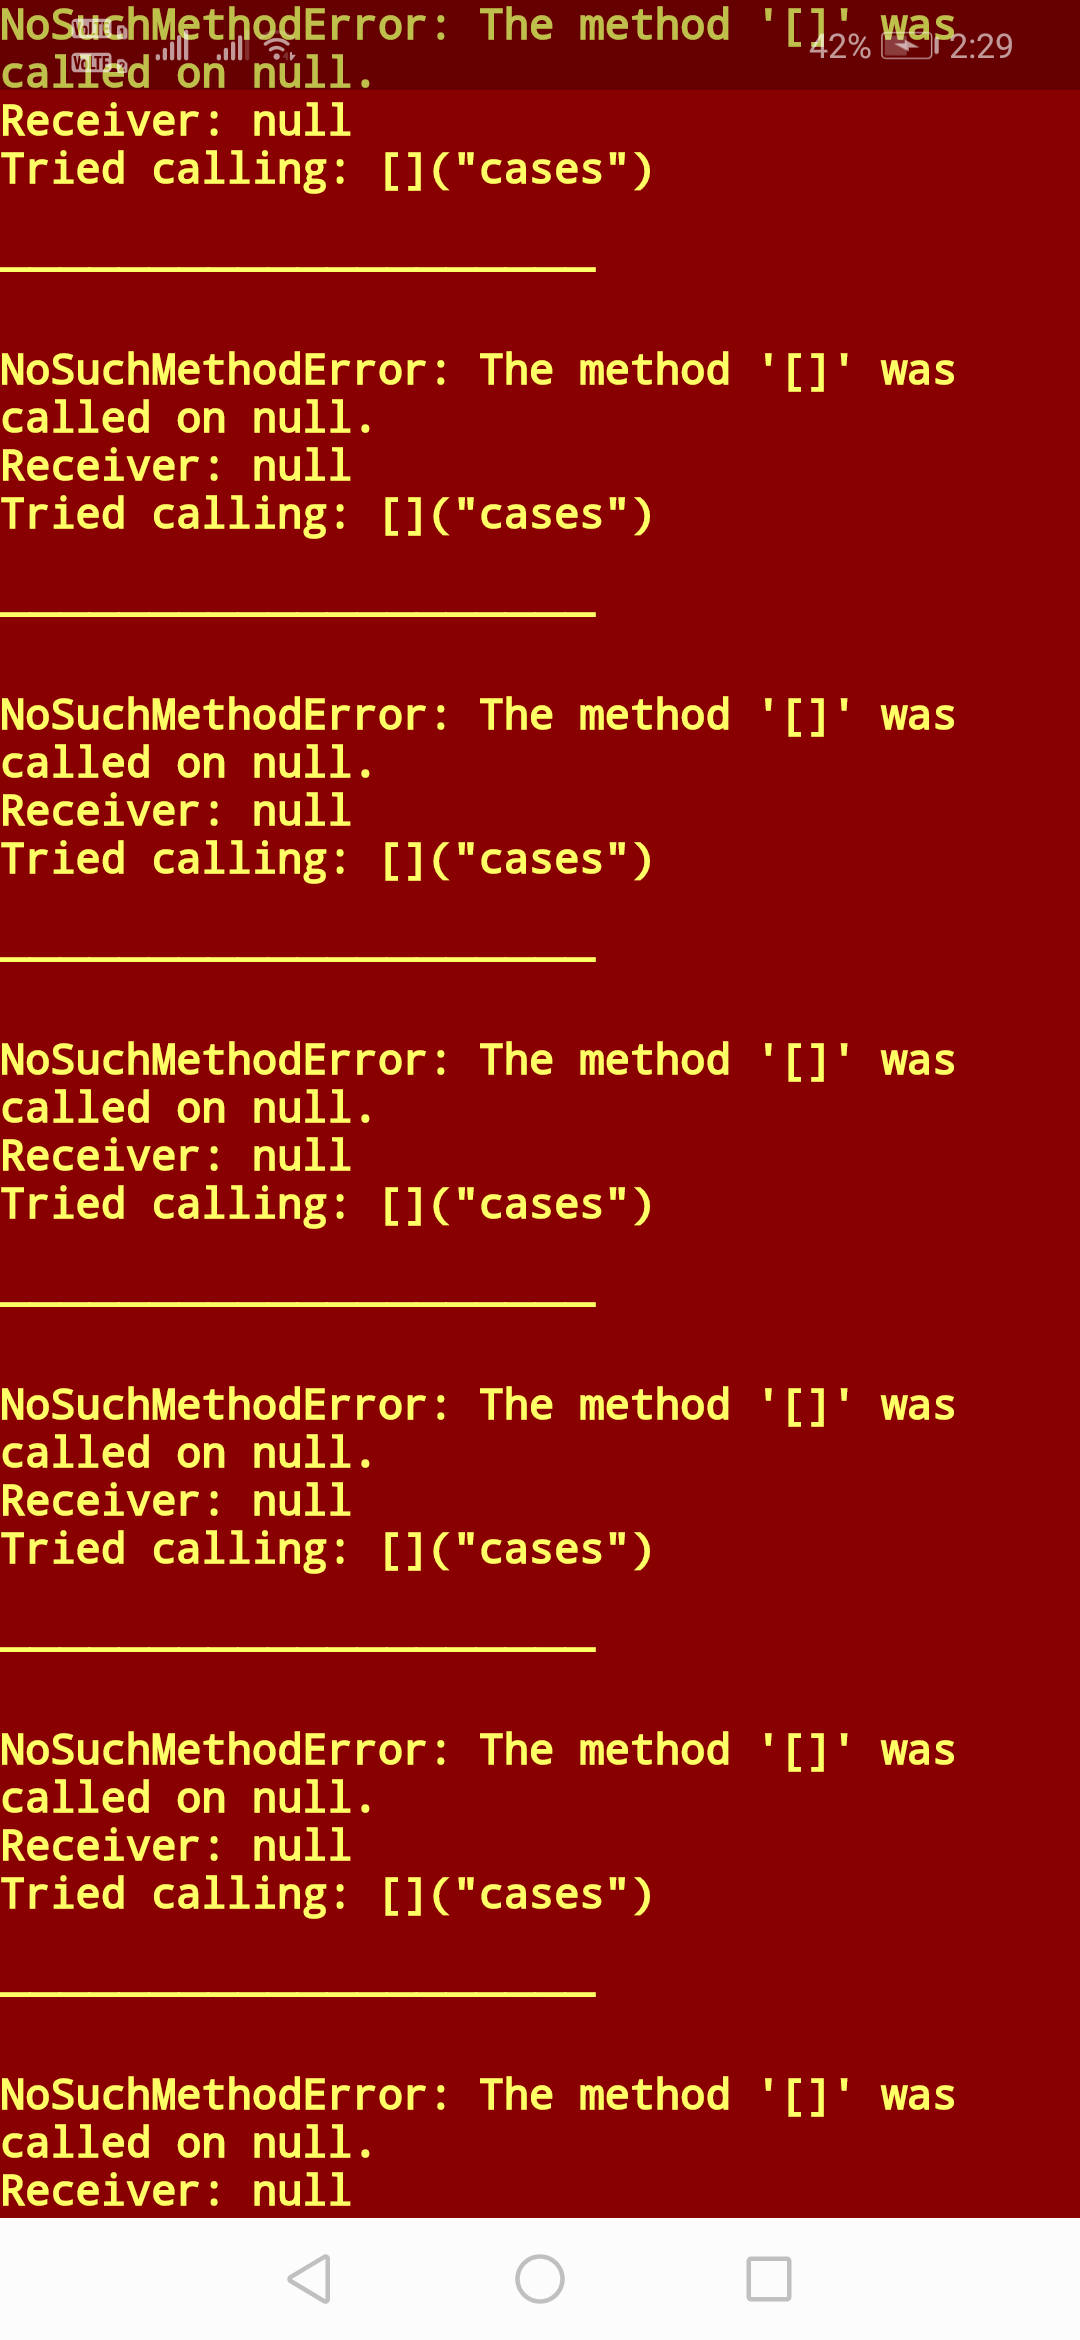 NoSuchMethodError: The method '[]' was
called on null.
VoLTE
VoLTE
42%
2:29
Receiver: null
Tried calling: []("cases")
NoSuchMethodError: The method '[]' was
called on null.
Receiver: null
Tried calling: []("cases")
NoSuchMethodError: The method '[]' was
called on null.
Receiver: null
Tried calling: []("cases")
NoSuchMethodError: The method '[]' was
called on null.
Receiver: null
Tried calling: []("cases")
NoSuchMethodError: The method '[]' was
called on null.
Receiver: null
Tried calling: []("cases")
NoSuchMethodError: The method '[]' was
called on null.
Receiver: null
Tried calling: []("cases")
NoSuchMethodError: The method '[]' was
called on null.
Receiver: null